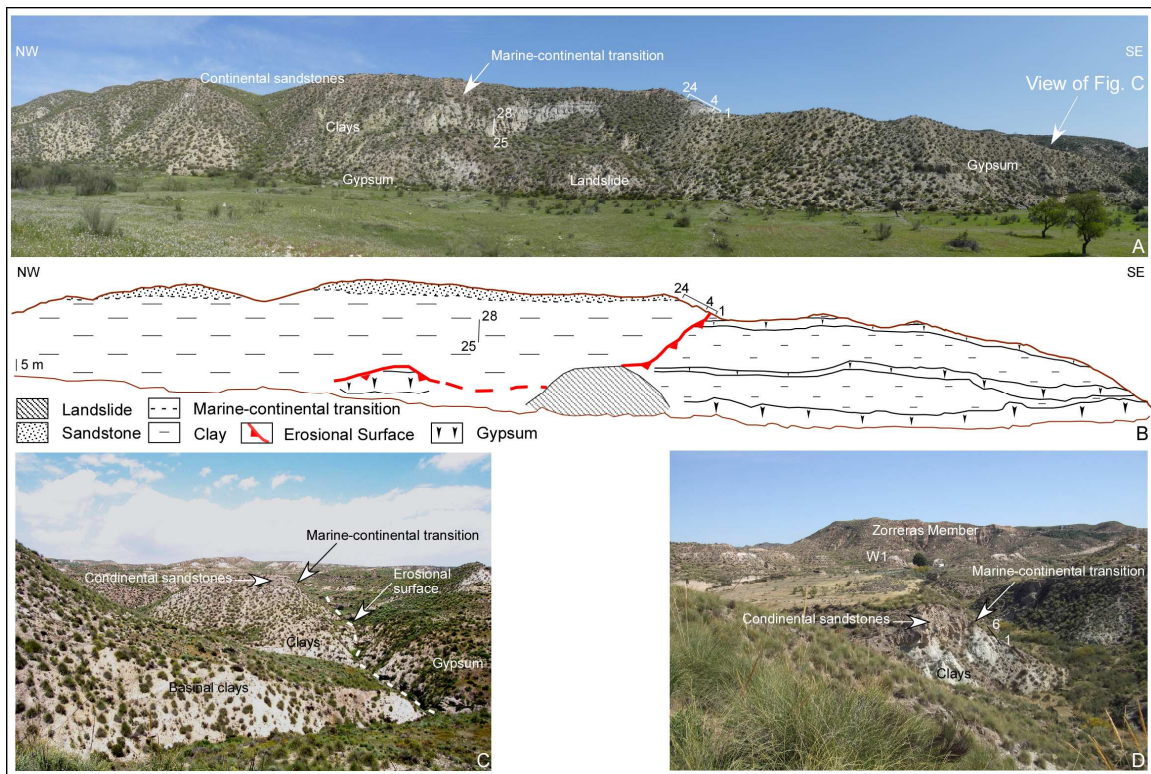 NW
SE
Marine-continental transition
Continental sandstones
24
4
1
View of Fig. C
28
Clays
25
Gypsum
Landslide
Gypsum
A
NW
SE
24
4
1
28
25
5 m
Landslide
Marine-continental transition
Sandstone
Clay
Erosional Surface
Gypsum
B
Marine-continental transition
Condinental sandstones
Erosional
surface
Clays
Gypsum
Basinal clays
C
Zorreras Member
W1
Marine-continental transition
Condinental sandstones
6
1
Clays
D